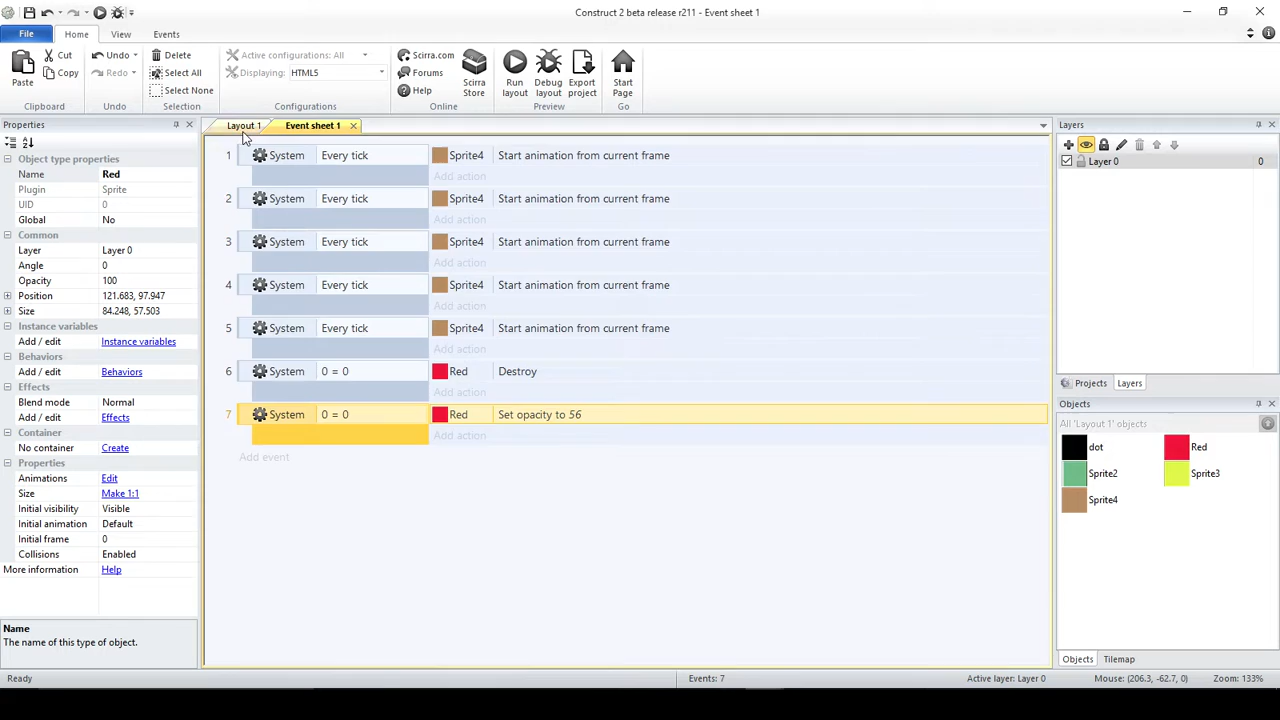 Construct 2 beta release r211 - Event sheet 1
File
Home
View
Events
Paste
Cut
Copy
Clipboard
Undo
Redo
Undo
Delete
Select All
Select None
Selection
Active configurations: All
Displaying: HTML5
Configurations
Scirra.com
Forums
Help
Scirra Store
Online
Run layout
Debug layout
Export project
Preview
Start Page
Go
Properties
Object type properties
Name Red
Plugin Sprite
UID 0
Global No
Common
Layer Layer 0
Angle 0
Opacity 100
Position 121.683, 97.947
Size 84.248, 57.503
Instance variables
Add / edit Instance variables
Behaviors
Add / edit Behaviors
Effects
Blend mode Normal
Add / edit Effects
Container
No container Create
Properties
Animations Edit
Size Make 1:1
Initial visibility Visible
Initial animation Default
Initial frame 0
Collisions Enabled
More information Help
Name
The name of this type of object.
Layout 1
Event sheet 1
1 System Every tick Sprite4 Start animation from current frame
Add action
2 System Every tick Sprite4 Start animation from current frame
Add action
3 System Every tick Sprite4 Start animation from current frame
Add action
4 System Every tick Sprite4 Start animation from current frame
Add action
5 System Every tick Sprite4 Start animation from current frame
Add action
6 System 0 = 0 Red Destroy
Add action
7 System 0 = 0 Red Set opacity to 56
Add action
Add event
Layers
Layer 0 0
Projects
Layers
Objects
All 'Layout 1' objects
dot
Red
Sprite2
Sprite3
Sprite4
Objects
Tilemap
Ready
Events: 7
Active layer: Layer 0
Mouse: (206.3, -62.7, 0)
Zoom: 133%